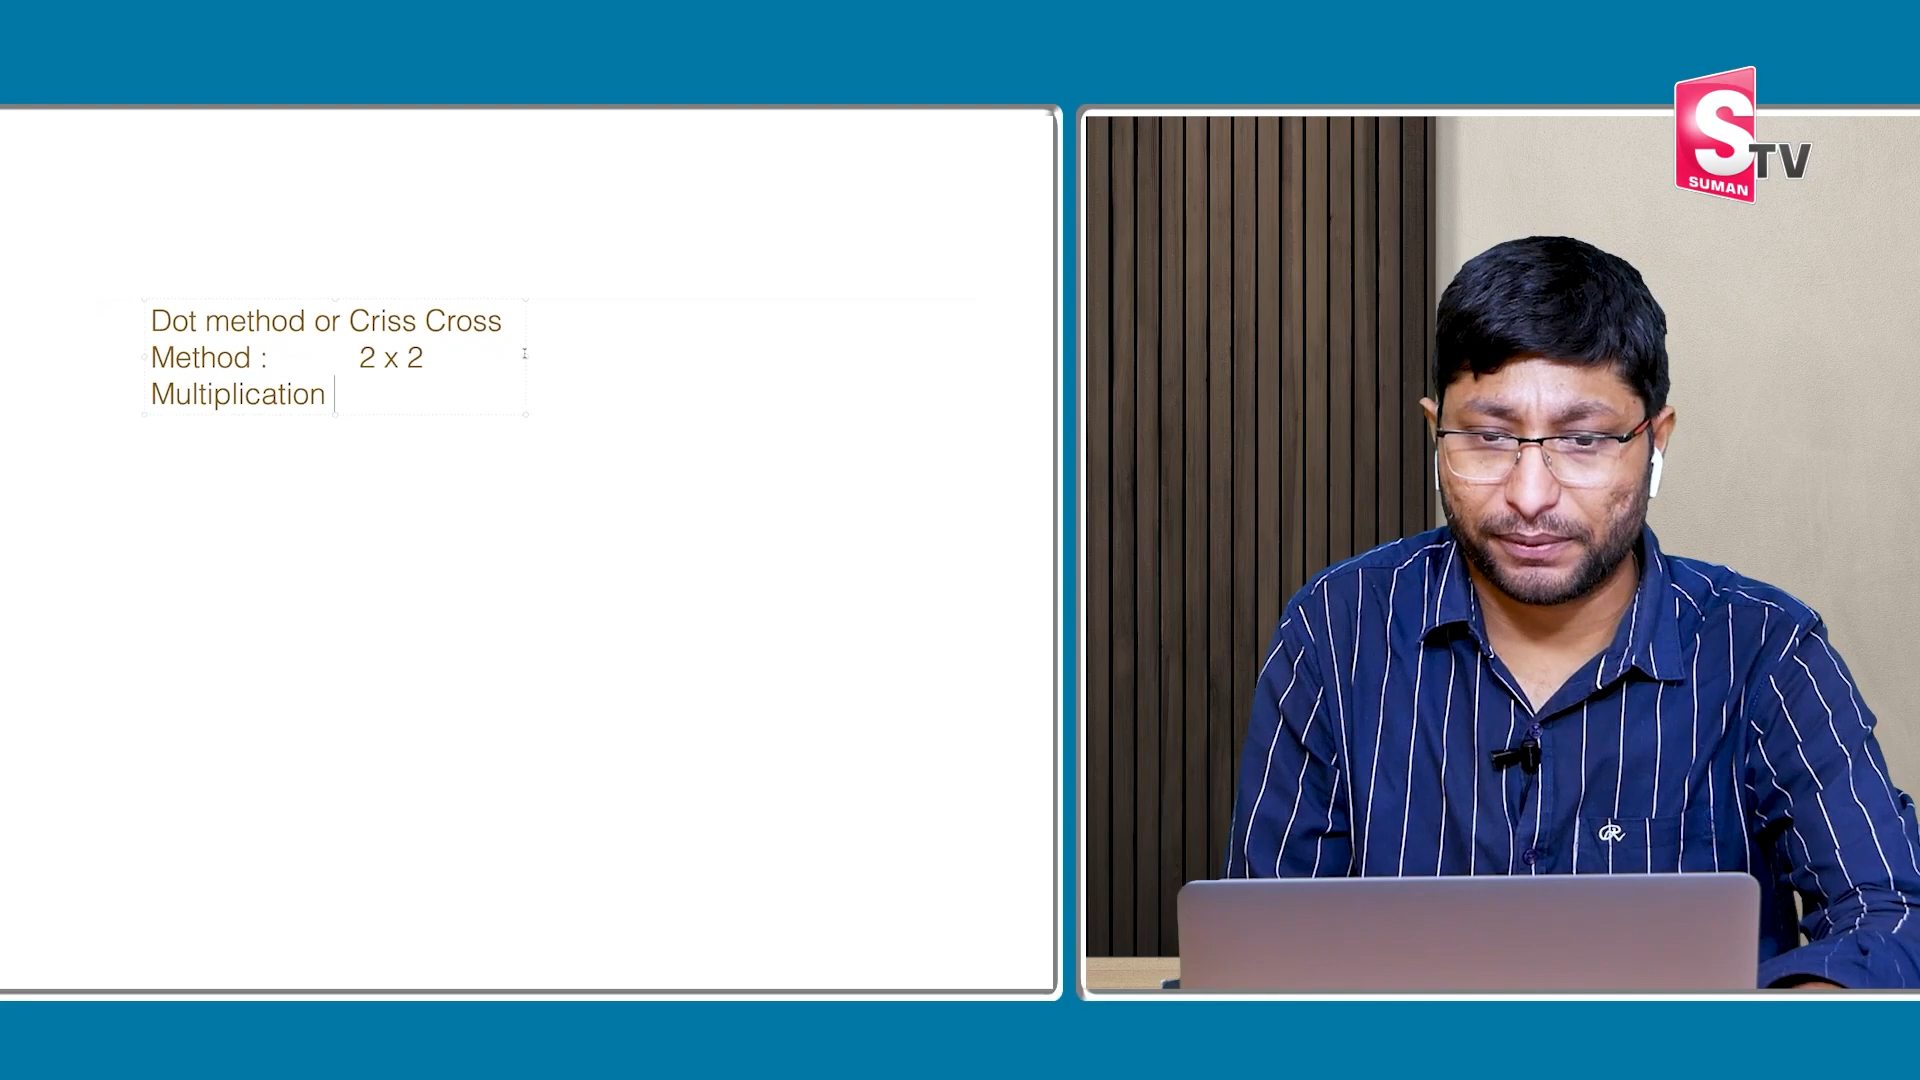 Dot method or Criss Cross
Method : 2 x 2
Multiplication
S TV
SUMAN